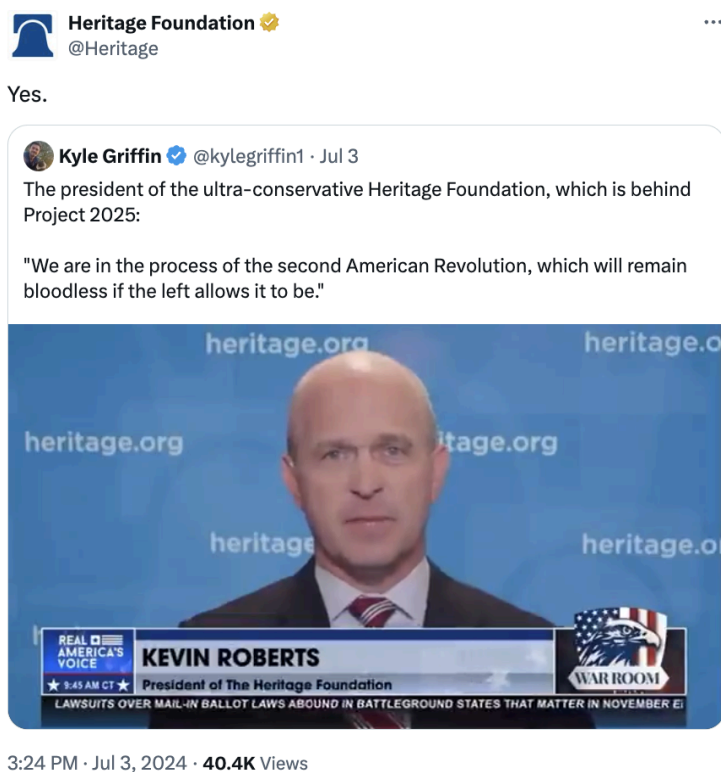 Heritage Foundation
@Heritage
Yes.
Kyle Griffin @kylegriffin1 · Jul 3
The president of the ultra-conservative Heritage Foundation, which is behind
Project 2025:
"We are in the process of the second American Revolution, which will remain
bloodless if the left allows it to be."
heritage.org
heritage.o
heritage.org
itage.org
heritage
heritage.o
REAL
AMERICA'S
VOICE
9:45 AM CT
KEVIN ROBERTS
President of The Heritage Foundation
WAR ROOM
LAWSUITS OVER MAIL-IN BALLOT LAWS ABOUND IN BATTLEGROUND STATES THAT MATTER IN NOVEMBER
3:24 PM · Jul 3, 2024 · 40.4K Views